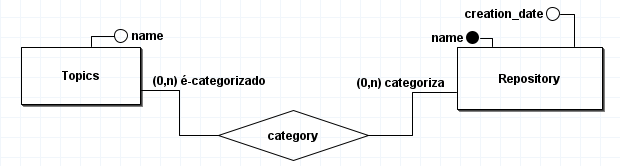 creation_date
name
name
Topics
Repository
(0,n) é-categorizado
(0,n) categoriza
category